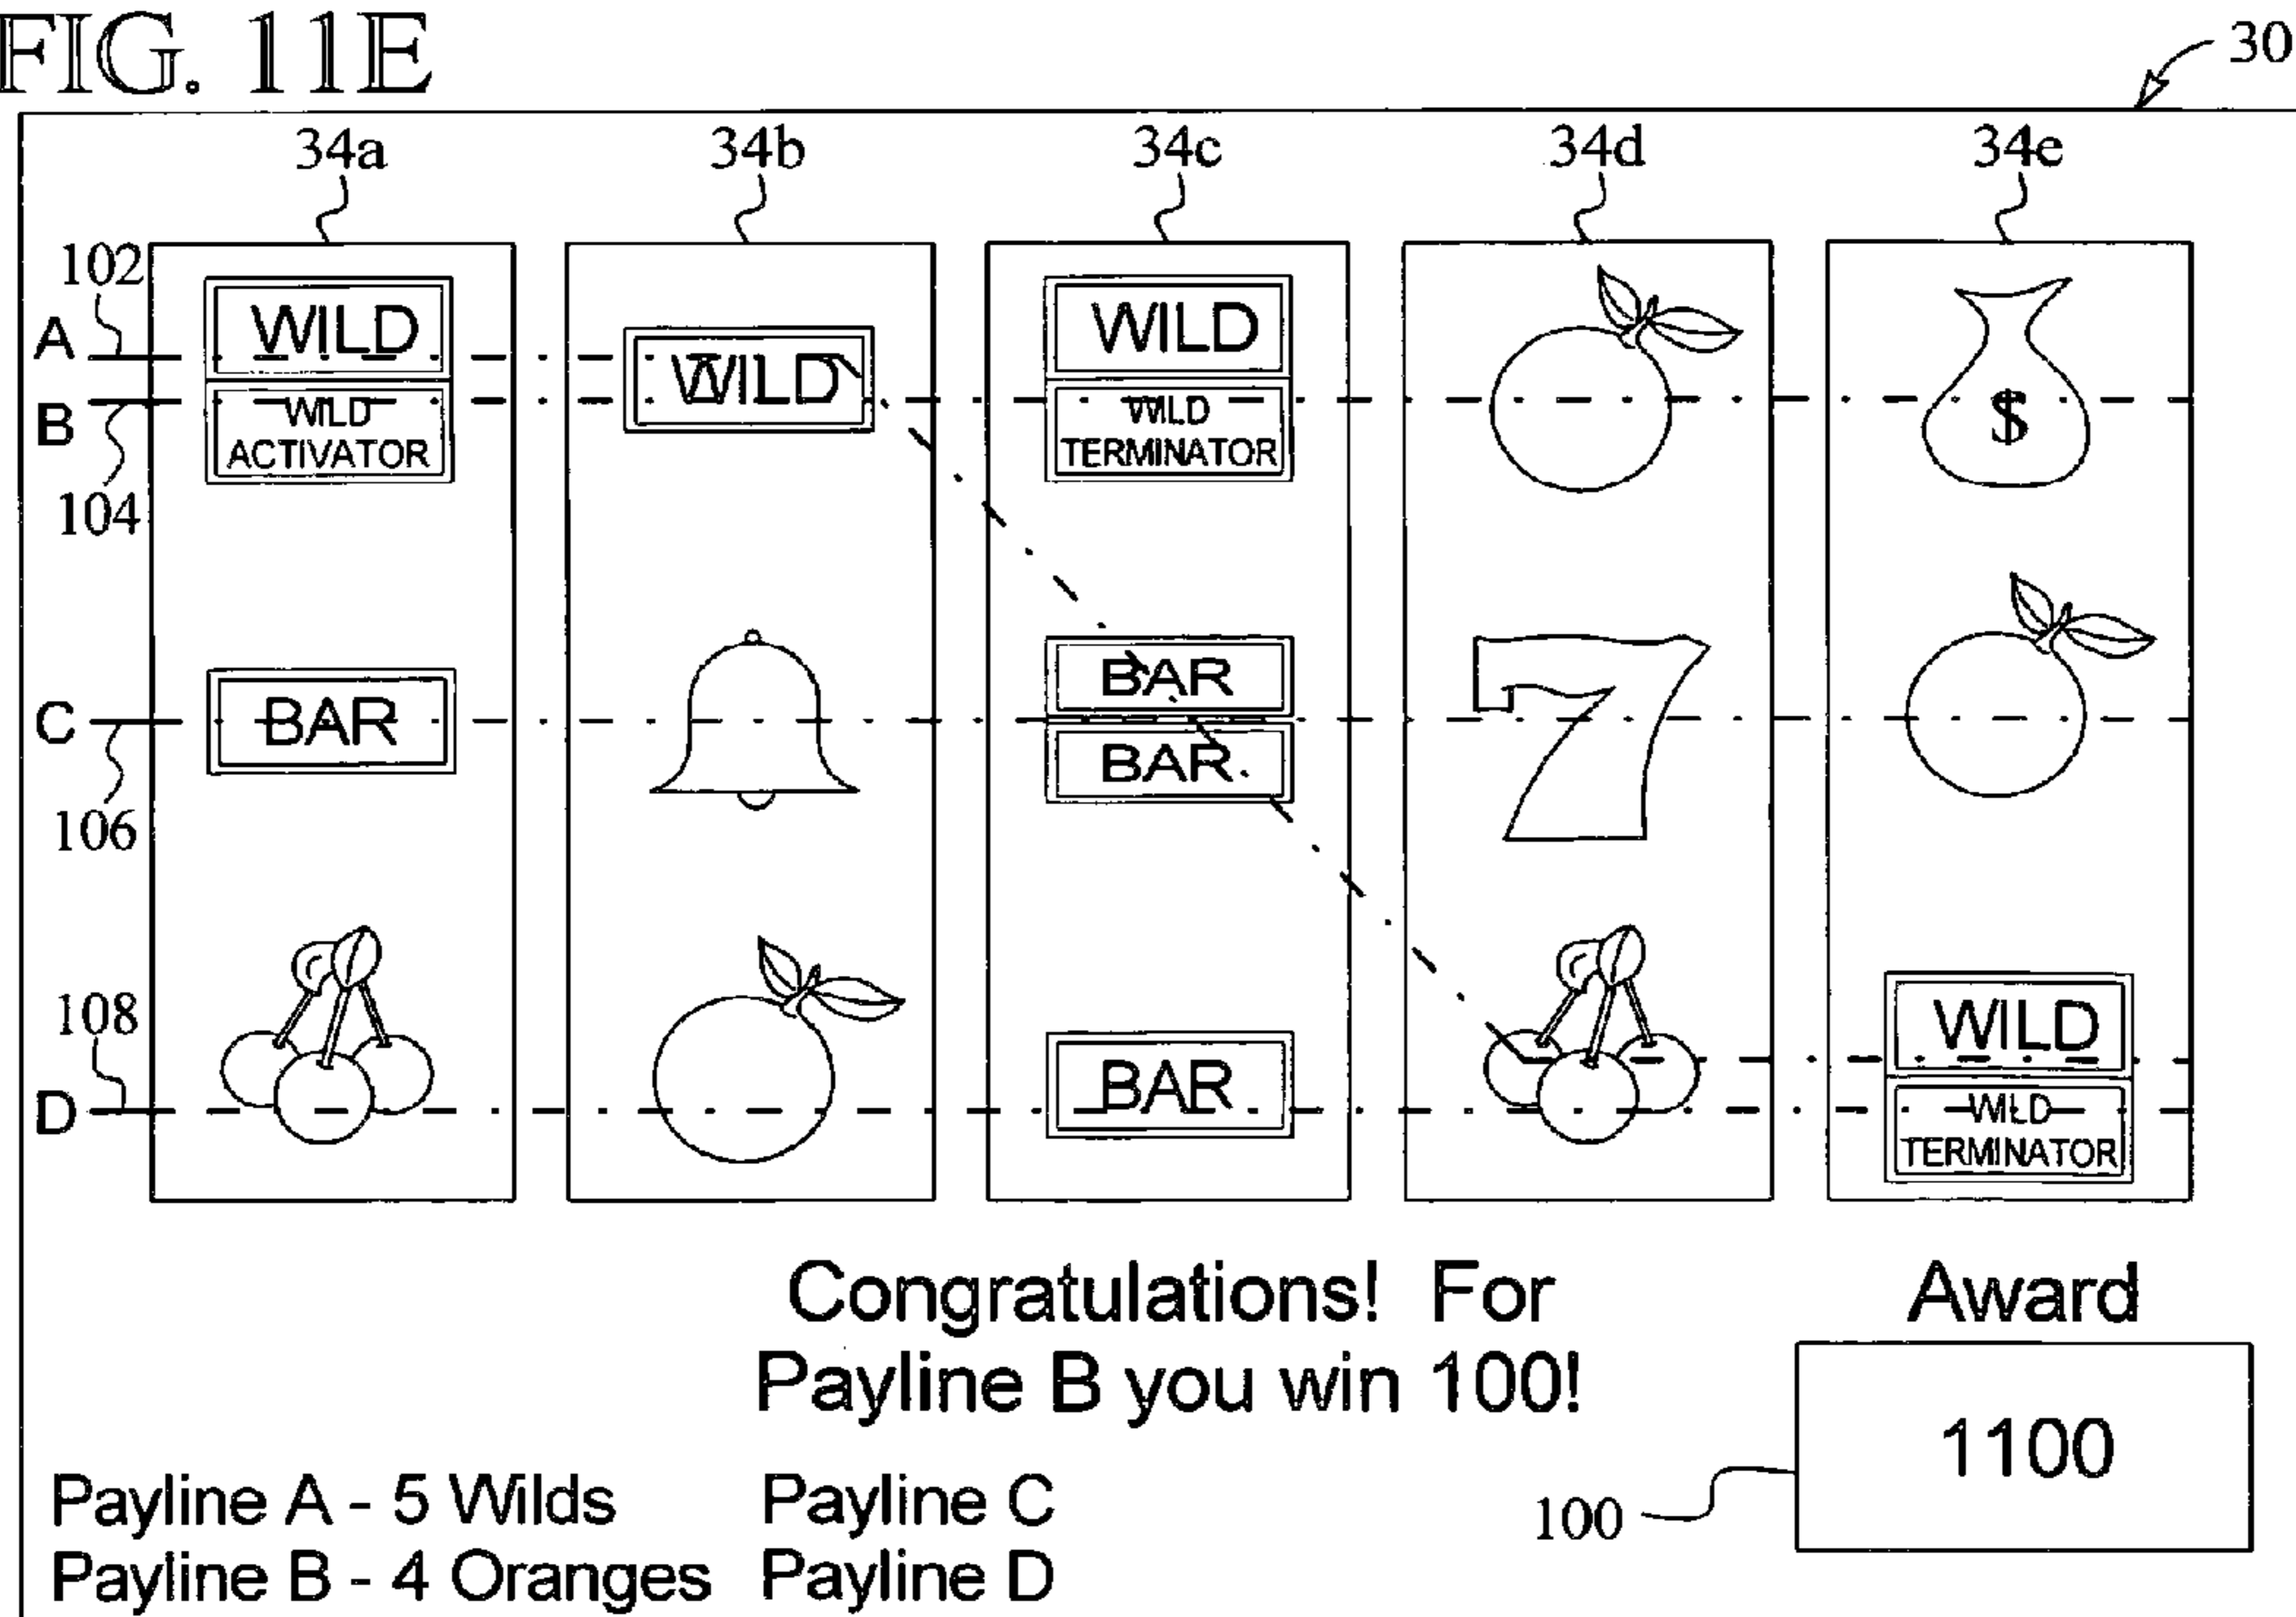 FIG. 11E
30
34a 34b 34c 34d 34e
102
A
WILD
WILD
WILD
$
B
WILD ACTIVATOR
WILD TERMINATOR
104
C
BAR
BAR
BAR
106
108
D
BAR
WILD
WILD TERMINATOR
Congratulations! For
Payline B you win 100!
Award
1100
100
Payline A - 5 Wilds Payline C
Payline B - 4 Oranges Payline D